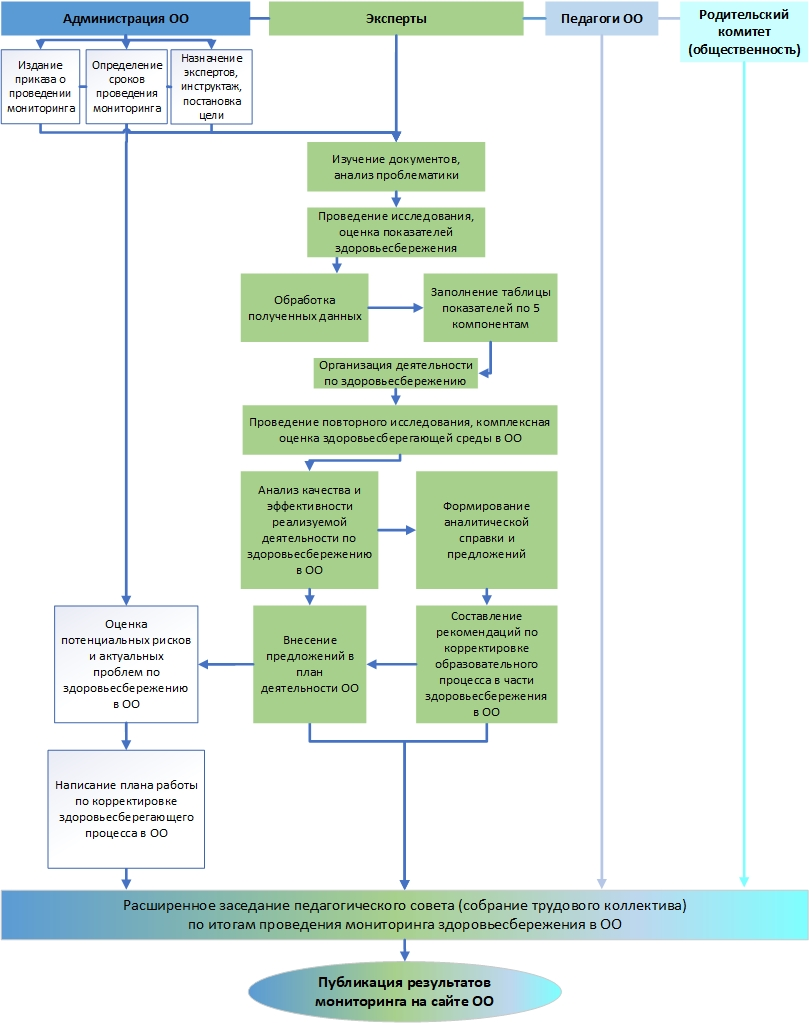 Администрация ОО
Эксперты
Педагоги ОО
Родительский
комитет
(общественность)
Издание
приказа о
проведении
мониторинга
Определение
сроков
проведения
мониторинга
Назначение
экспертов,
инструктаж,
постановка
цели
Изучение документов,
анализ проблематики
Проведение исследования,
оценка показателей
здоровьесбережения
Обработка
полученных данных
Заполнение таблицы
показателей по 5
компонентам
Организация деятельности
по здоровьесбережению
Проведение повторного исследования, комплексная
оценка здоровьесберегающей среды в ОО
Анализ качества и
эффективности
реализуемой
деятельности по
здоровьесбережению
в ОО
Формирование
аналитической
справки и
предложений
Оценка
потенциальных рисков
и актуальных
проблем по
здоровьесбережению
в ОО
Внесение
предложений в
план
деятельности ОО
Составление
рекомендаций по
корректировке
образовательного
процесса в части
здоровьесбережения
в ОО
Написание плана работы
по корректировке
здоровьесберегающего
процесса в ОО
Расширенное заседание педагогического совета (собрание трудового коллектива)
по итогам проведения мониторинга здоровьесбережения в ОО
Публикация результатов
мониторинга на сайте ОО